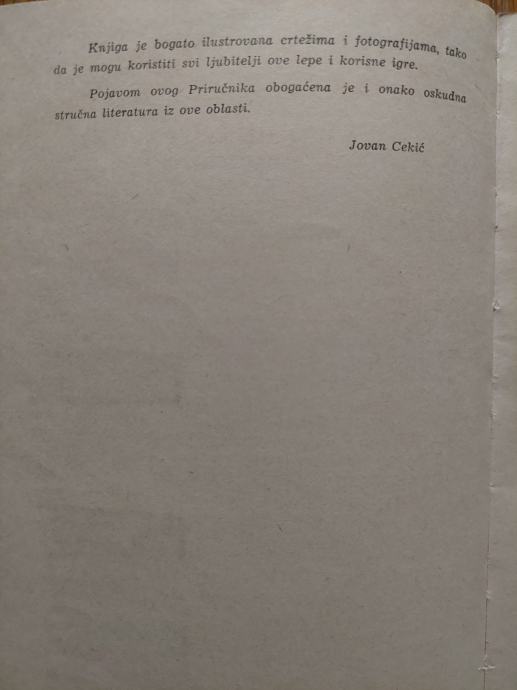 Knjiga je bogato ilustrovana crtežima i fotografijama, tako
da je mogu koristiti svi ljubitelji ove lepe i korisne igre.
Pojavom ovog Priručnika obogaćena je i onako oskudna
stručna literatura iz ove oblasti.
Jovan Cekić